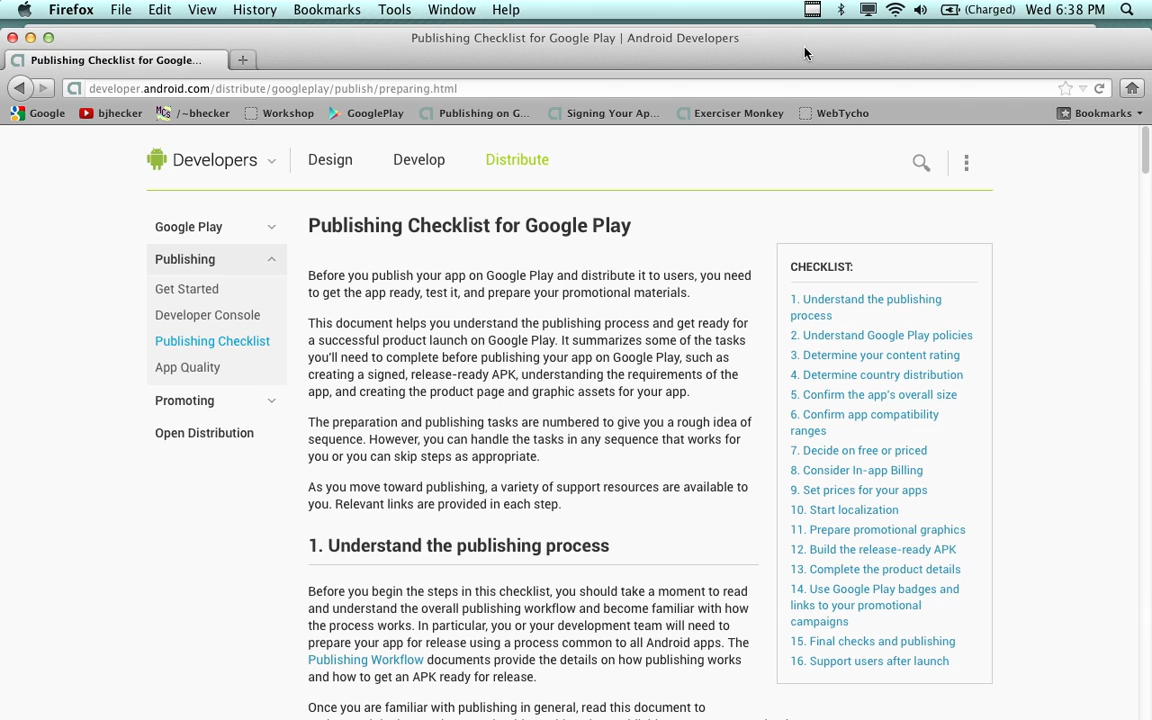 Firefox File Edit View History Bookmarks Tools Window Help (Charged) Wed 6:38 PM
Publishing Checklist for Google Play | Android Developers
Publishing Checklist for Google...
developer.android.com/distribute/googleplay/publish/preparing.html
Google bjhecker /~bhecker Workshop GooglePlay Publishing on G... Signing Your Ap... Exerciser Monkey WebTycho Bookmarks
Developers Design Develop Distribute
Google Play
Publishing
Get Started
Developer Console
Publishing Checklist
App Quality
Promoting
Open Distribution
Publishing Checklist for Google Play
Before you publish your app on Google Play and distribute it to users, you need
to get the app ready, test it, and prepare your promotional materials.
This document helps you understand the publishing process and get ready for
a successful product launch on Google Play. It summarizes some of the tasks
you'll need to complete before publishing your app on Google Play, such as
creating a signed, release-ready APK, understanding the requirements of the
app, and creating the product page and graphic assets for your app.
The preparation and publishing tasks are numbered to give you a rough idea of
sequence. However, you can handle the tasks in any sequence that works for
you or you can skip steps as appropriate.
As you move toward publishing, a variety of support resources are available to
you. Relevant links are provided in each step.
1. Understand the publishing process
Before you begin the steps in this checklist, you should take a moment to read
and understand the overall publishing workflow and become familiar with how
the process works. In particular, you or your development team will need to
prepare your app for release using a process common to all Android apps. The
Publishing Workflow documents provide the details on how publishing works
and how to get an APK ready for release.
Once you are familiar with publishing in general, read this document to
CHECKLIST:
1. Understand the publishing
process
2. Understand Google Play policies
3. Determine your content rating
4. Determine country distribution
5. Confirm the app's overall size
6. Confirm app compatibility
ranges
7. Decide on free or priced
8. Consider In-app Billing
9. Set prices for your apps
10. Start localization
11. Prepare promotional graphics
12. Build the release-ready APK
13. Complete the product details
14. Use Google Play badges and
links to your promotional
campaigns
15. Final checks and publishing
16. Support users after launch